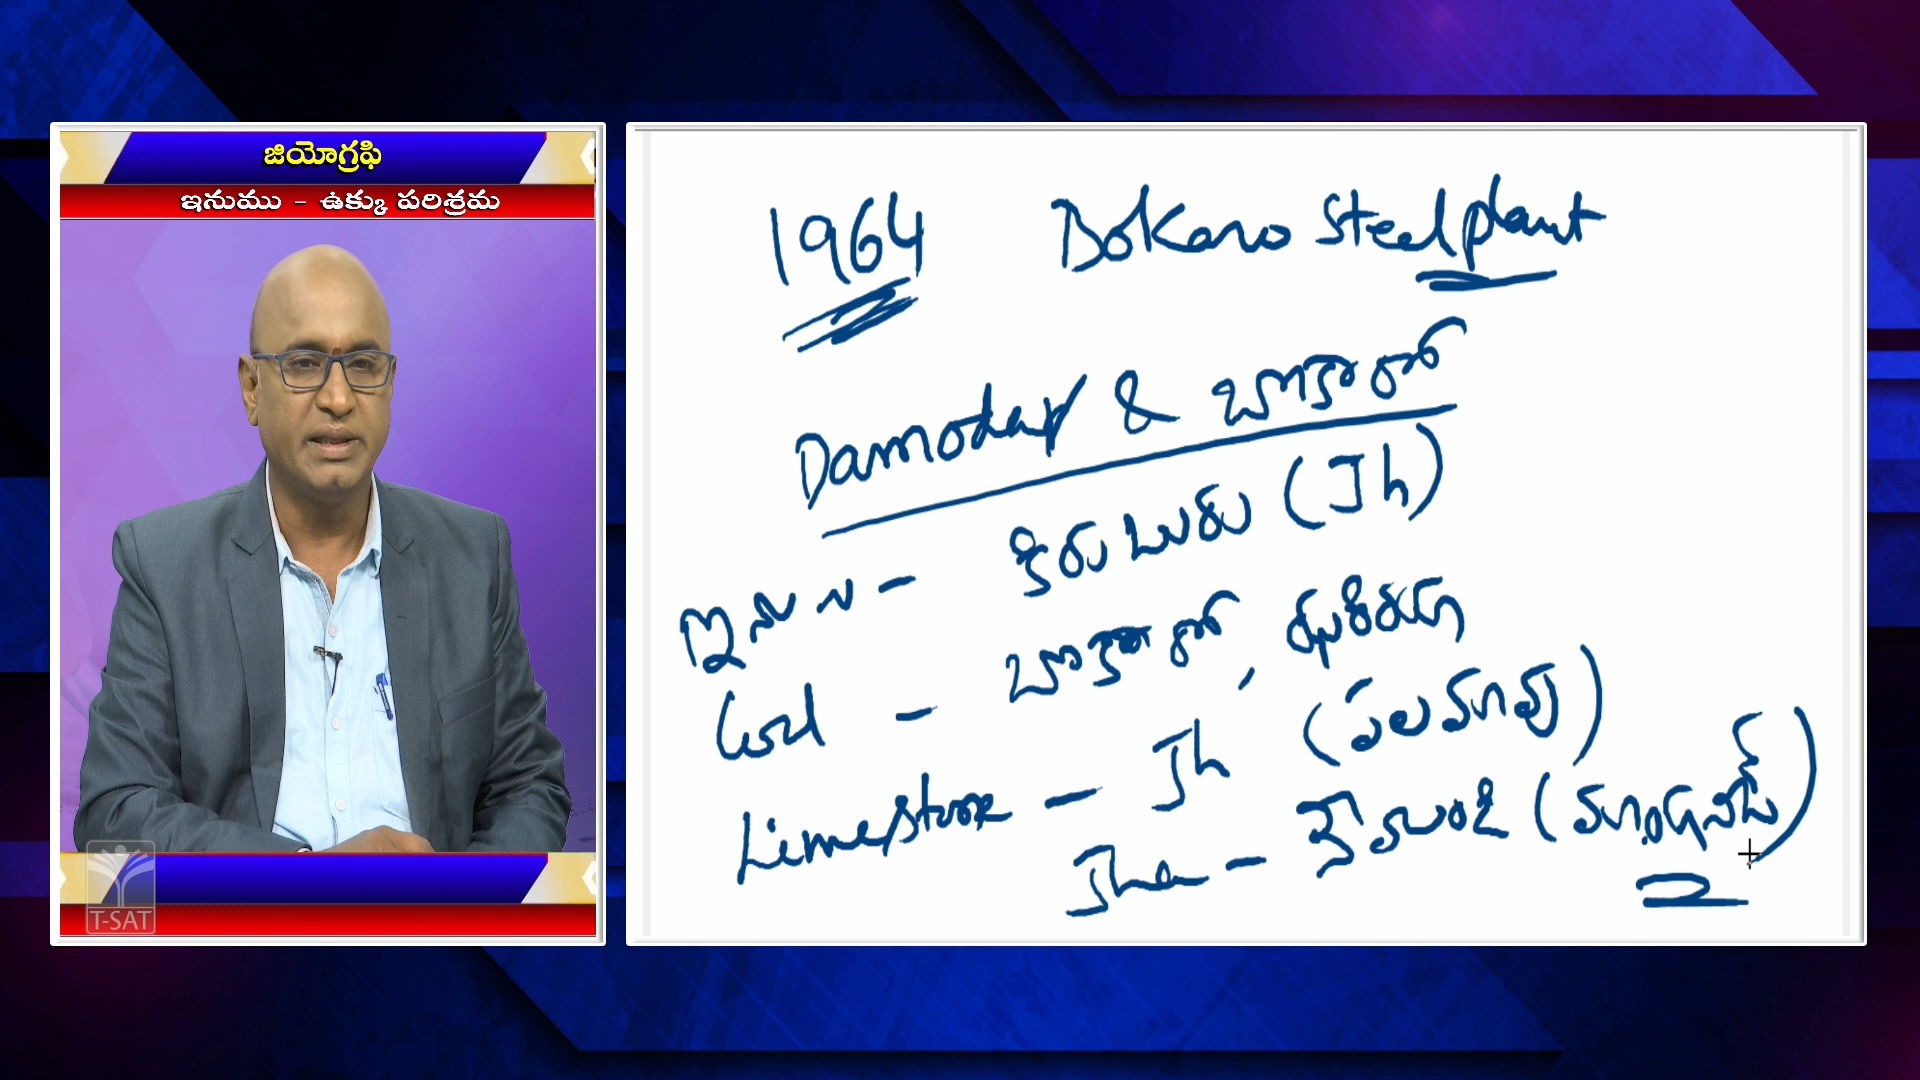 జియోగ్రఫి
ఇనుము - ఉక్కు పరిశ్రమ
T-SAT
1964 Bokaro Steel plant
Damodar & బొకారో
ఇనుము - కిరుబురు (Jh)
Coal - బొకారో, ఝరియా
Limestone - Jh (పలమావు)
Jha - (మాంగనీజ్)